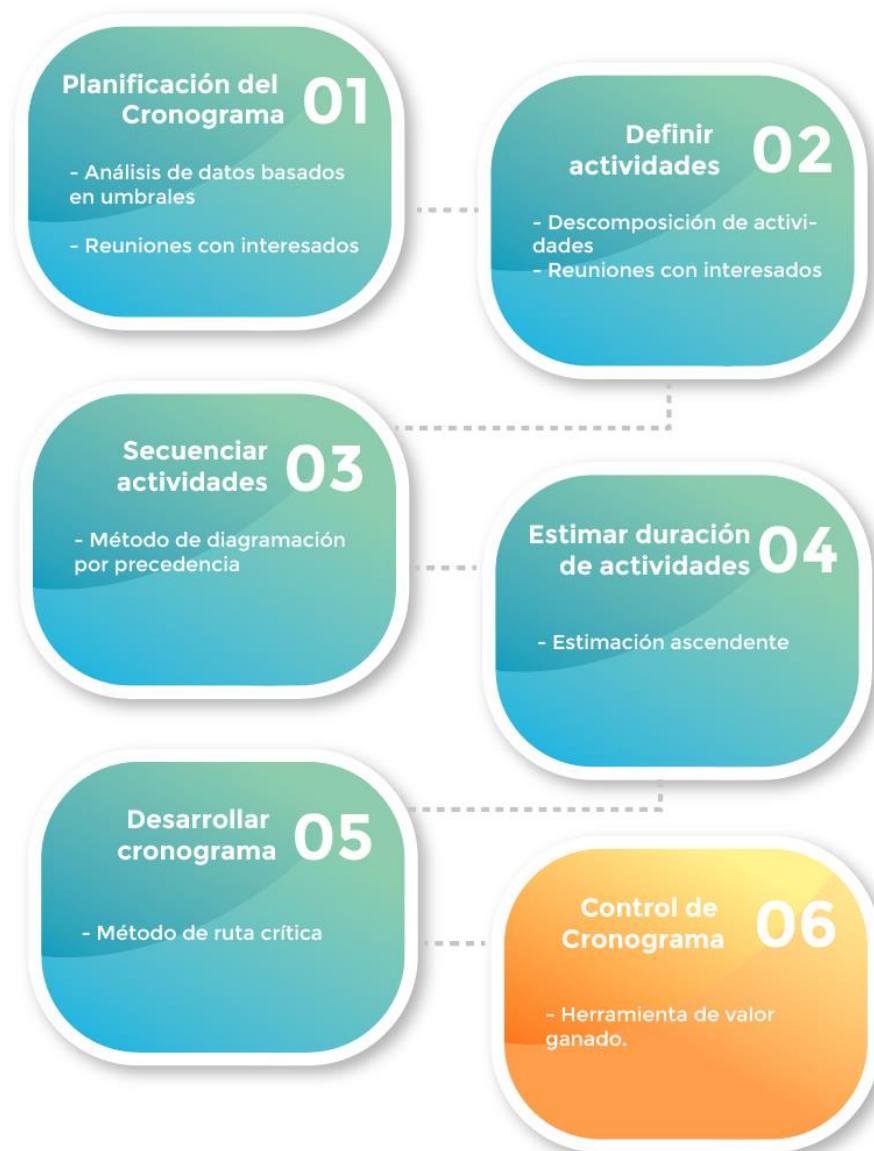 Planificación del
Cronograma
01
- Análisis de datos basados
en umbrales
- Reuniones con interesados
Definir
actividades
02
- Descomposición de activi-
dades
- Reuniones con interesados
Secuenciar
actividades
03
- Método de diagramación
por precedencia
Estimar duración
de actividades
04
- Estimación ascendente
Desarrollar
cronograma
05
- Método de ruta crítica
Control de
Cronograma
06
- Herramienta de valor
ganado.